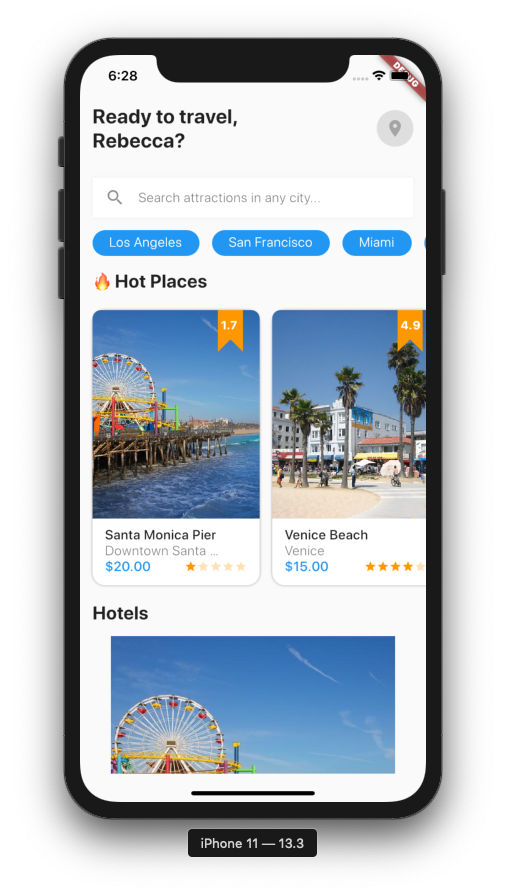 6:28
DEBUG
Ready to travel,
Rebecca?
Search attractions in any city...
Los Angeles San Francisco Miami
🔥 Hot Places
1.7
4.9
Santa Monica Pier
Downtown Santa ...
$20.00
Venice Beach
Venice
$15.00
Hotels
iPhone 11 — 13.3